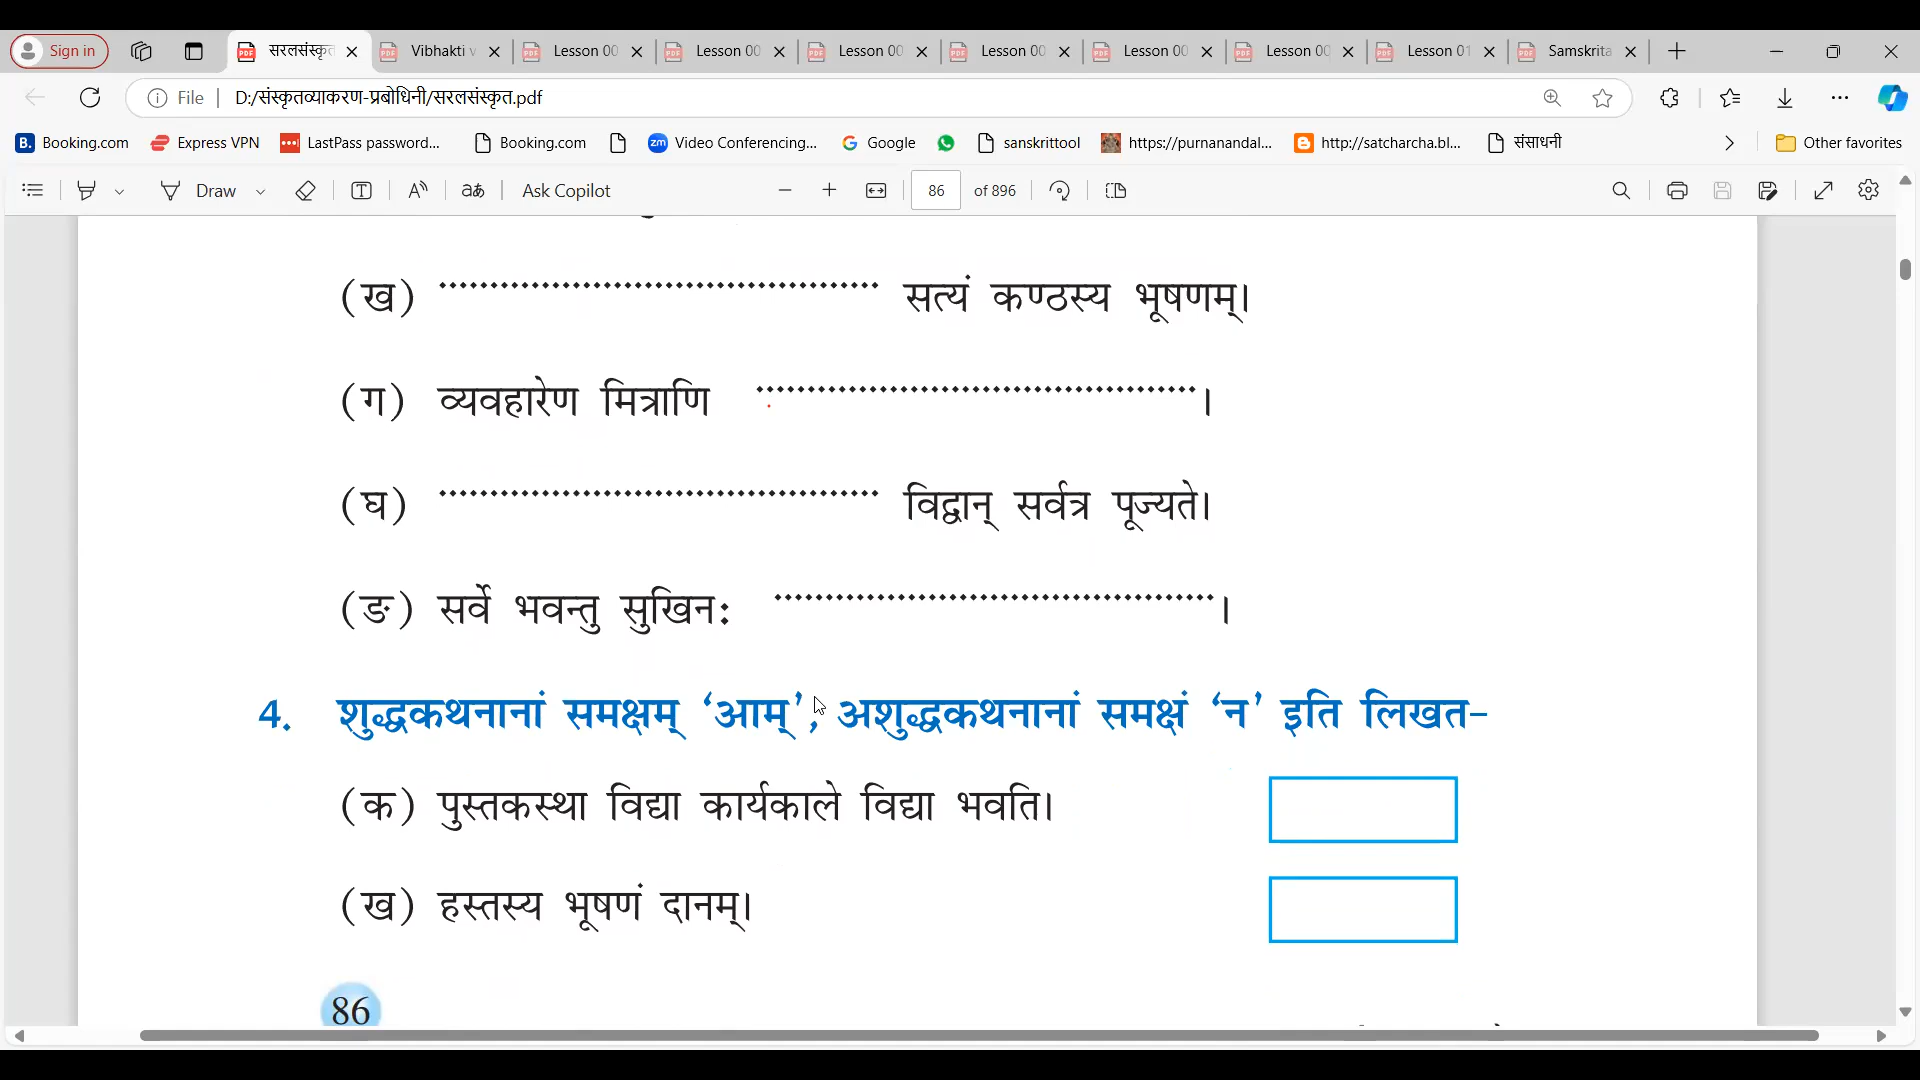 Sign in
सरलसंस्कृत
Vibhakti v
Lesson 00
Lesson 00
Lesson 00
Lesson 00
Lesson 00
Lesson 00
Lesson 01
Samskrita
File
D:/संस्कृतव्याकरण-प्रबोधिनी/सरलसंस्कृत.pdf
Booking.com
Express VPN
LastPass password...
Booking.com
Video Conferencing...
Google
sanskrittool
https://purnanandal...
http://satcharcha.bl...
संसाधनी
Other favorites
Draw
Ask Copilot
86 of 896
(ख) ........................................ सत्यं कण्ठस्य भूषणम्।
(ग) व्यवहारेण मित्राणि ........................................।
(घ) ........................................ विद्वान् सर्वत्र पूज्यते।
(ङ) सर्वे भवन्तु सुखिनः ........................................।
4. शुद्धकथनानां समक्षम् ‘आम्’, अशुद्धकथनानां समक्षं ‘न’ इति लिखत-
(क) पुस्तकस्था विद्या कार्यकाले विद्या भवति।
(ख) हस्तस्य भूषणं दानम्।
86